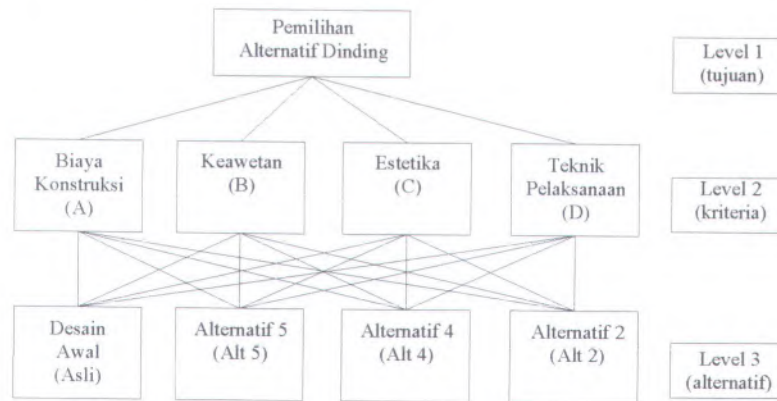 Pemilihan
Alternatif Dinding
Level 1
(tujuan)
Biaya
Konstruksi
(A)
Keawetan
(B)
Estetika
(C)
Teknik
Pelaksanaan
(D)
Level 2
(kriteria)
Desain
Awal
(Asli)
Alternatif 5
(Alt 5)
Alternatif 4
(Alt 4)
Alternatif 2
(Alt 2)
Level 3
(alternatif)